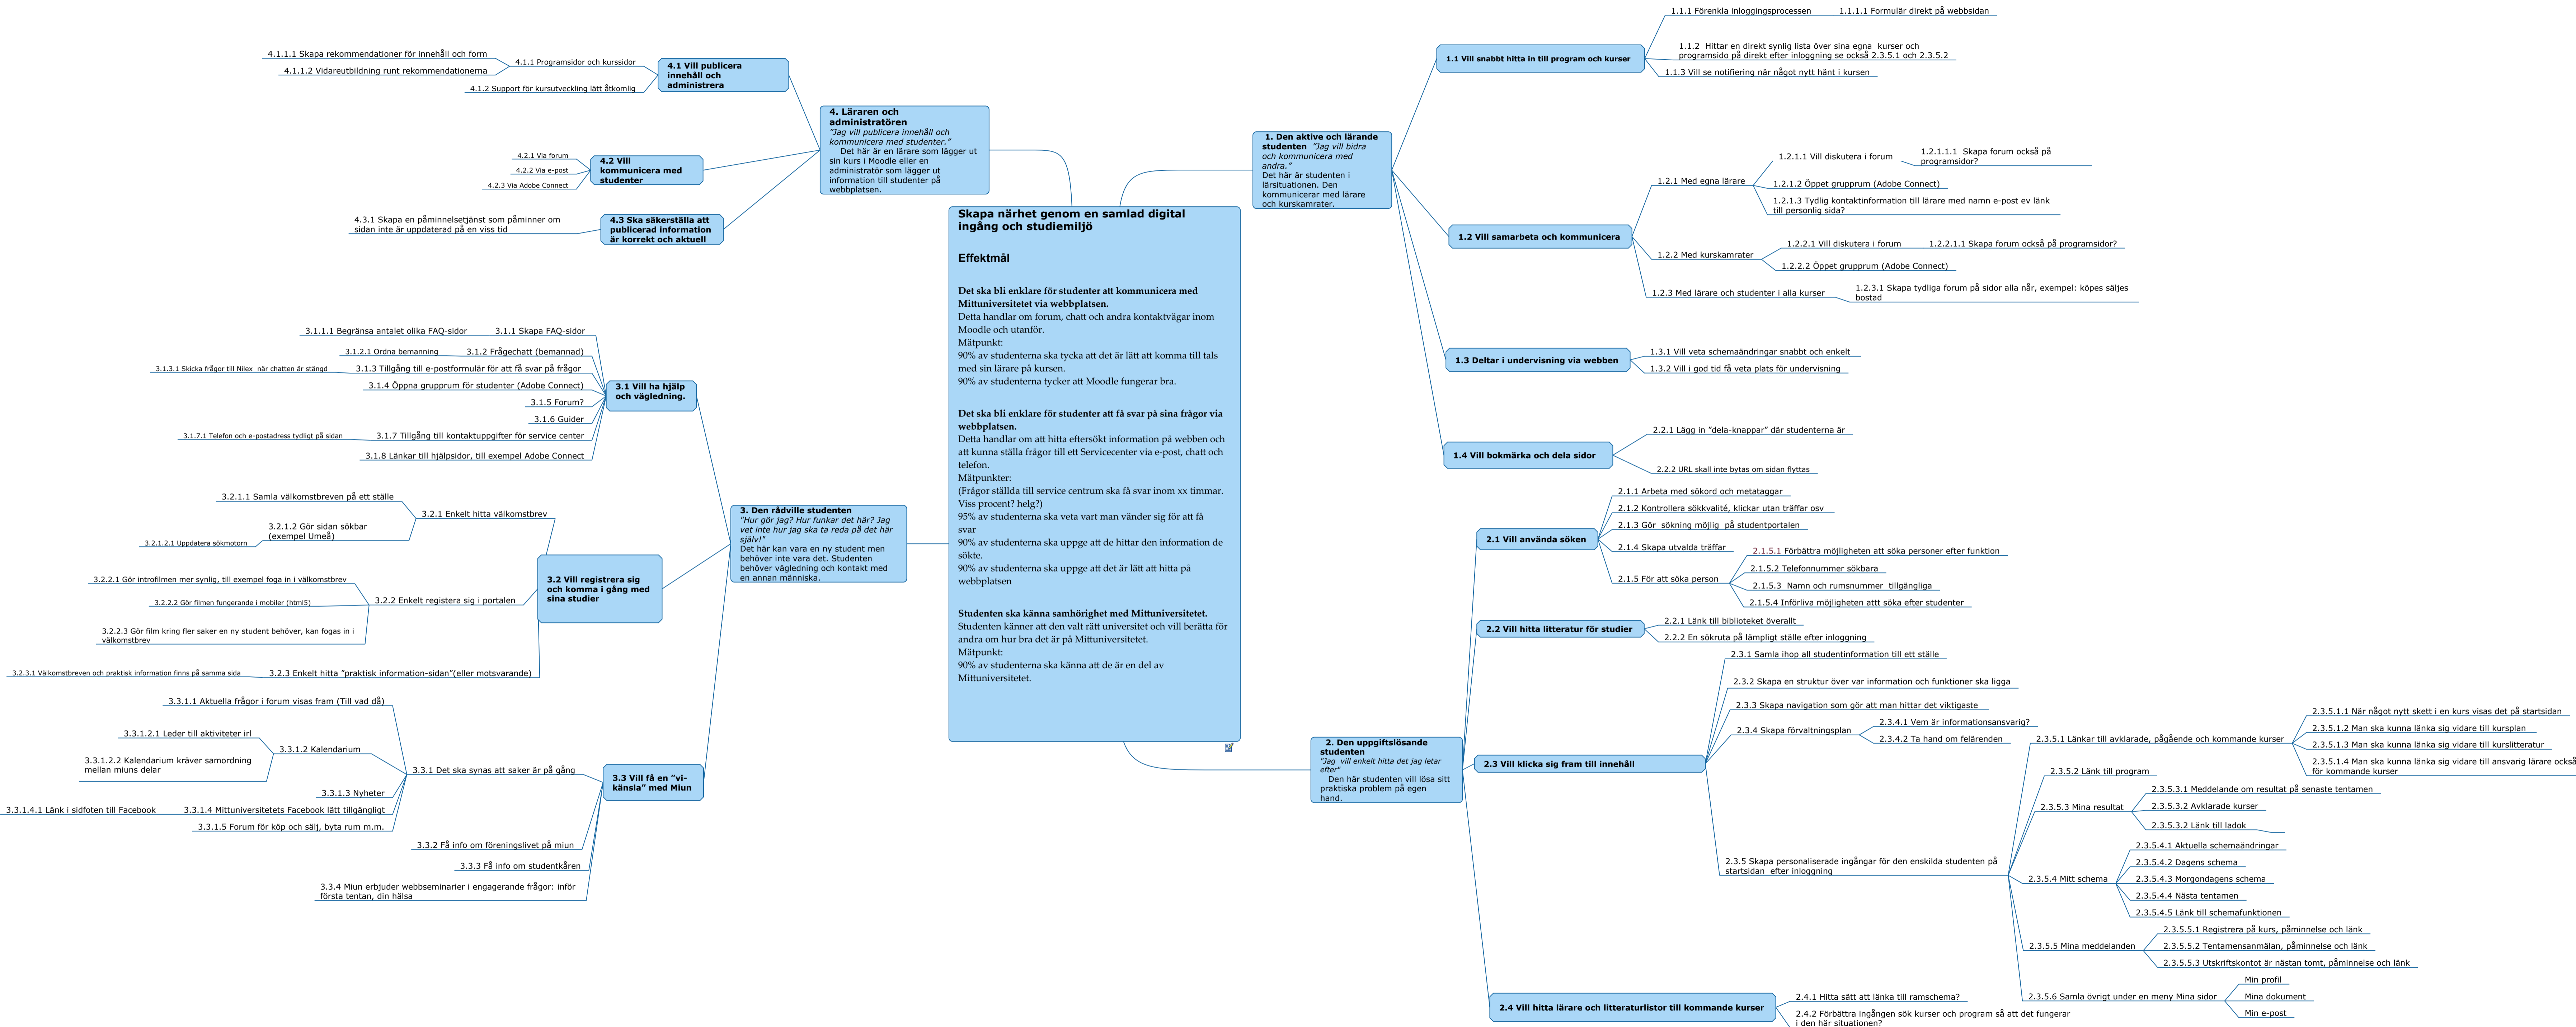 Skapa närhet genom en samlad digital
ingång och studiemiljö
Effektmål
Det ska bli enklare för studenter att kommunicera med
Mittuniversitetet via webbplatsen.
Detta handlar om forum, chatt och andra kontaktvägar inom
Moodle och utanför.
Mätpunkt:
90% av studenterna ska tycka att det är lätt att komma till tals
med sin lärare på kursen.
90% av studenterna tycker att Moodle fungerar bra.
Det ska bli enklare för studenter att få svar på sina frågor via
webbplatsen.
Detta handlar om att hitta eftersökt information på webben och
att kunna ställa frågor till ett Servicecenter via e-post, chatt och
telefon.
Mätpunkter:
(Frågor ställda till service centrum ska få svar inom xx timmar.
Viss procent? helg?)
95% av studenterna ska veta vart man vänder sig för att få
svar
90% av studenterna ska uppge att de hittar den information de
sökte.
90% av studenterna ska uppge att det är lätt att hitta på
webbplatsen
Studenten ska känna samhörighet med Mittuniversitetet.
Studenten känner att den valt rätt universitet och vill berätta för
andra om hur bra det är på Mittuniversitetet.
Mätpunkt:
90% av studenterna ska känna att de är en del av
Mittuniversitetet.
1. Den aktive och lärande
studenten "Jag vill bidra
och kommunicera med
andra."
Det här är studenten i
lärsituationen. Den
kommunicerar med lärare
och kurskamrater.
1.1 Vill snabbt hitta in till program och kurser
1.1.1 Förenkla inloggingsprocessen
1.1.1.1 Formulär direkt på webbsidan
1.1.2 Hittar en direkt synlig lista över sina egna kurser och
programsido på direkt efter inloggning se också 2.3.5.1 och 2.3.5.2
1.1.3 Vill se notifiering när något nytt hänt i kursen
1.2 Vill samarbeta och kommunicera
1.2.1 Med egna lärare
1.2.1.1 Vill diskutera i forum
1.2.1.1.1 Skapa forum också på
programsidor?
1.2.1.2 Öppet grupprum (Adobe Connect)
1.2.1.3 Tydlig kontaktinformation till lärare med namn e-post ev länk
till personlig sida?
1.2.2 Med kurskamrater
1.2.2.1 Vill diskutera i forum
1.2.2.1.1 Skapa forum också på programsidor?
1.2.2.2 Öppet grupprum (Adobe Connect)
1.2.3 Med lärare och studenter i alla kurser
1.2.3.1 Skapa tydliga forum på sidor alla når, exempel: köpes säljes
bostad
1.3 Deltar i undervisning via webben
1.3.1 Vill veta schemaändringar snabbt och enkelt
1.3.2 Vill i god tid få veta plats för undervisning
1.4 Vill bokmärka och dela sidor
2.2.1 Lägg in "dela-knappar" där studenterna är
2.2.2 URL skall inte bytas om sidan flyttas
2. Den uppgiftslösande
studenten
"Jag vill enkelt hitta det jag letar
efter"
Den här studenten vill lösa sitt
praktiska problem på egen
hand.
2.1 Vill använda söken
2.1.1 Arbeta med sökord och metataggar
2.1.2 Kontrollera sökkvalité, klickar utan träffar osv
2.1.3 Gör sökning möjlig på studentportalen
2.1.4 Skapa utvalda träffar
2.1.5 För att söka person
2.1.5.1 Förbättra möjligheten att söka personer efter funktion
2.1.5.2 Telefonnummer sökbara
2.1.5.3 Namn och rumsnummer tillgängliga
2.1.5.4 Införliva möjligheten attt söka efter studenter
2.2 Vill hitta litteratur för studier
2.2.1 Länk till biblioteket överallt
2.2.2 En sökruta på lämpligt ställe efter inloggning
2.3 Vill klicka sig fram till innehåll
2.3.1 Samla ihop all studentinformation till ett ställe
2.3.2 Skapa en struktur över var information och funktioner ska ligga
2.3.3 Skapa navigation som gör att man hittar det viktigaste
2.3.4 Skapa förvaltningsplan
2.3.4.1 Vem är informationsansvarig?
2.3.4.2 Ta hand om felärenden
2.3.5 Skapa personaliserade ingångar för den enskilda studenten på
startsidan efter inloggning
2.3.5.1 Länkar till avklarade, pågående och kommande kurser
2.3.5.1.1 När något nytt skett i en kurs visas det på startsidan
2.3.5.1.2 Man ska kunna länka sig vidare till kursplan
2.3.5.1.3 Man ska kunna länka sig vidare till kurslitteratur
2.3.5.1.4 Man ska kunna länka sig vidare till ansvarig lärare också
för kommande kurser
2.3.5.2 Länk till program
2.3.5.3 Mina resultat
2.3.5.3.1 Meddelande om resultat på senaste tentamen
2.3.5.3.2 Avklarade kurser
2.3.5.3.2 Länk till ladok
2.3.5.4 Mitt schema
2.3.5.4.1 Aktuella schemaändringar
2.3.5.4.2 Dagens schema
2.3.5.4.3 Morgondagens schema
2.3.5.4.4 Nästa tentamen
2.3.5.4.5 Länk till schemafunktionen
2.3.5.5 Mina meddelanden
2.3.5.5.1 Registrera på kurs, påminnelse och länk
2.3.5.5.2 Tentamensanmälan, påminnelse och länk
2.3.5.5.3 Utskriftskontot är nästan tomt, påminnelse och länk
2.3.5.6 Samla övrigt under en meny Mina sidor
Min profil
Mina dokument
Min e-post
2.4 Vill hitta lärare och litteraturlistor till kommande kurser
2.4.1 Hitta sätt att länka till ramschema?
2.4.2 Förbättra ingången sök kurser och program så att det fungerar
i den här situationen?
3. Den rådville studenten
"Hur gör jag? Hur funkar det här? Jag
vet inte hur jag ska ta reda på det här
själv!"
Det här kan vara en ny student men
behöver inte vara det. Studenten
behöver vägledning och kontakt med
en annan människa.
3.1 Vill ha hjälp
och vägledning.
3.1.1 Skapa FAQ-sidor
3.1.1.1 Begränsa antalet olika FAQ-sidor
3.1.2 Frågechatt (bemannad)
3.1.2.1 Ordna bemanning
3.1.3 Tillgång till e-postformulär för att få svar på frågor
3.1.3.1 Skicka frågor till Nilex när chatten är stängd
3.1.4 Öppna grupprum för studenter (Adobe Connect)
3.1.5 Forum?
3.1.6 Guider
3.1.7 Tillgång till kontaktuppgifter för service center
3.1.7.1 Telefon och e-postadress tydligt på sidan
3.1.8 Länkar till hjälpsidor, till exempel Adobe Connect
3.2 Vill registrera sig
och komma i gång med
sina studier
3.2.1 Enkelt hitta välkomstbrev
3.2.1.1 Samla välkomstbreven på ett ställe
3.2.1.2 Gör sidan sökbar
(exempel Umeå)
3.2.1.2.1 Uppdatera sökmotorn
3.2.2 Enkelt registera sig i portalen
3.2.2.1 Gör introfilmen mer synlig, till exempel foga in i välkomstbrev
3.2.2.2 Gör filmen fungerande i mobiler (html5)
3.2.2.3 Gör film kring fler saker en ny student behöver, kan fogas in i
välkomstbrev
3.2.3 Enkelt hitta "praktisk information-sidan"(eller motsvarande)
3.2.3.1 Välkomstbreven och praktisk information finns på samma sida
3.3 Vill få en "vi-
känsla" med Miun
3.3.1 Det ska synas att saker är på gång
3.3.1.1 Aktuella frågor i forum visas fram (Till vad då)
3.3.1.2 Kalendarium
3.3.1.2.1 Leder till aktiviteter irl
3.3.1.2.2 Kalendarium kräver samordning
mellan miuns delar
3.3.1.3 Nyheter
3.3.1.4 Mittuniversitetets Facebook lätt tillgängligt
3.3.1.4.1 Länk i sidfoten till Facebook
3.3.1.5 Forum för köp och sälj, byta rum m.m.
3.3.2 Få info om föreningslivet på miun
3.3.3 Få info om studentkåren
3.3.4 Miun erbjuder webbseminarier i engagerande frågor: inför
första tentan, din hälsa
4. Läraren och
administratören
"Jag vill publicera innehåll och
kommunicera med studenter."
Det här är en lärare som lägger ut
sin kurs i Moodle eller en
administratör som lägger ut
information till studenter på
webbplatsen.
4.1 Vill publicera
innehåll och
administrera
4.1.1 Programsidor och kurssidor
4.1.1.1 Skapa rekommendationer för innehåll och form
4.1.1.2 Vidareutbildning runt rekommendationerna
4.1.2 Support för kursutveckling lätt åtkomlig
4.2 Vill
kommunicera med
studenter
4.2.1 Via forum
4.2.2 Via e-post
4.2.3 Via Adobe Connect
4.3 Ska säkerställa att
publicerad information
är korrekt och aktuell
4.3.1 Skapa en påminnelsetjänst som påminner om
sidan inte är uppdaterad på en viss tid